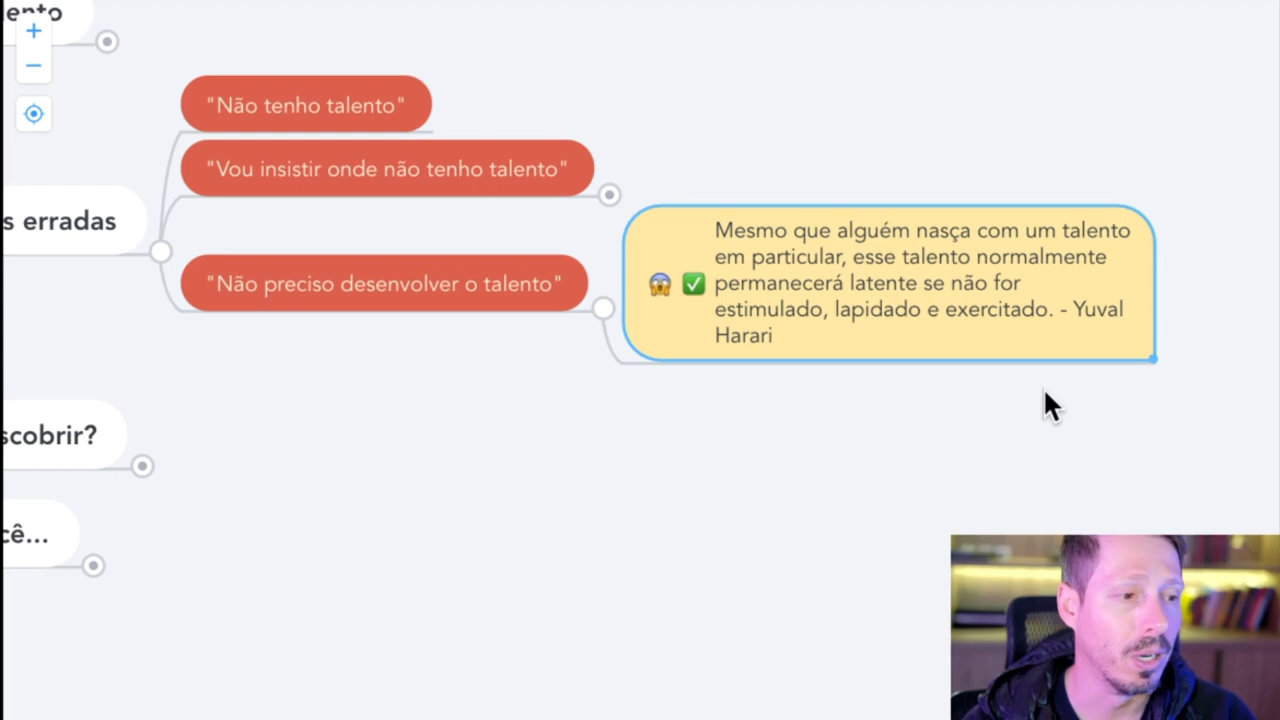 "Não tenho talento"
"Vou insistir onde não tenho talento"
s erradas
"Não preciso desenvolver o talento"
Mesmo que alguém nasça com um talento
em particular, esse talento normalmente
permanecerá latente se não for
estimulado, lapidado e exercitado. - Yuval
Harari
scobrir?
cê...